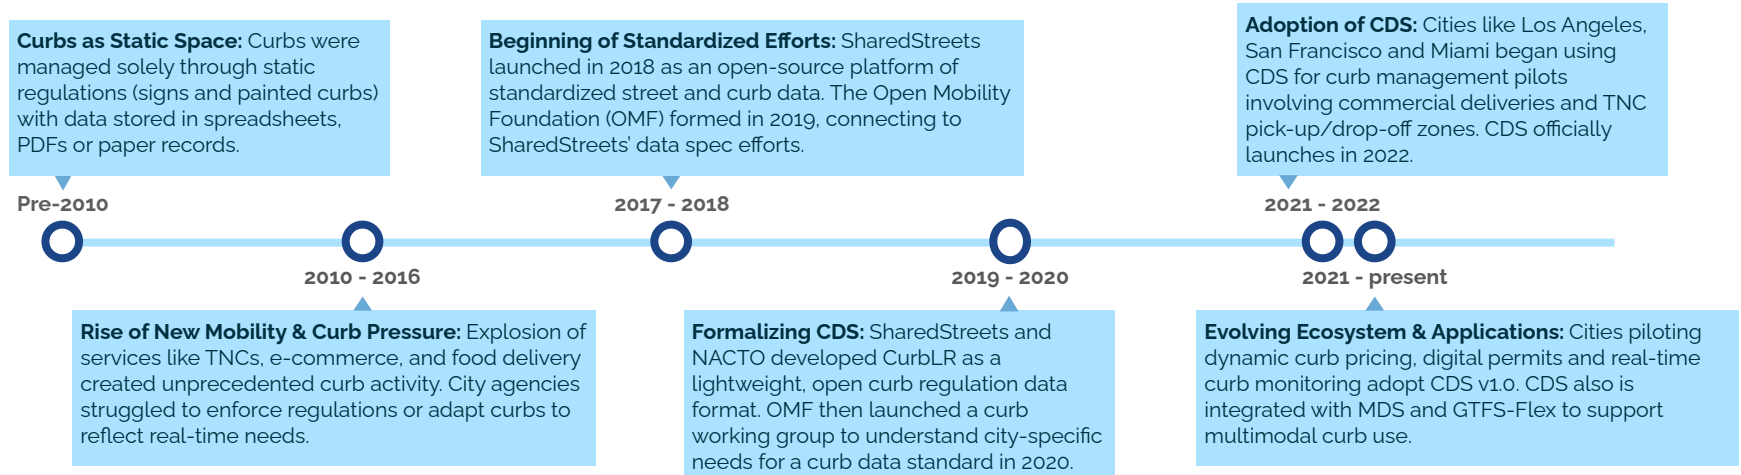 Curbs as Static Space: Curbs were
managed solely through static
regulations (signs and painted curbs)
with data stored in spreadsheets,
PDFs or paper records.
Pre-2010
Rise of New Mobility & Curb Pressure: Explosion of
services like TNCs, e-commerce, and food delivery
created unprecedented curb activity. City agencies
struggled to enforce regulations or adapt curbs to
reflect real-time needs.
2010 - 2016
Beginning of Standardized Efforts: SharedStreets
launched in 2018 as an open-source platform of
standardized street and curb data. The Open Mobility
Foundation (OMF) formed in 2019, connecting to
SharedStreets' data spec efforts.
2017 - 2018
2019 - 2020
Formalizing CDS: SharedStreets and
NACTO developed CurbLR as a
lightweight, open curb regulation data
format. OMF then launched a curb
working group to understand city-specific
needs for a curb data standard in 2020.
Adoption of CDS: Cities like Los Angeles,
San Francisco and Miami began using
CDS for curb management pilots
involving commercial deliveries and TNC
pick-up/drop-off zones. CDS officially
launches in 2022.
2021 - 2022
2021 - present
Evolving Ecosystem & Applications: Cities piloting
dynamic curb pricing, digital permits and real-time
curb monitoring adopt CDS v1.0. CDS also is
integrated with MDS and GTFS-Flex to support
multimodal curb use.